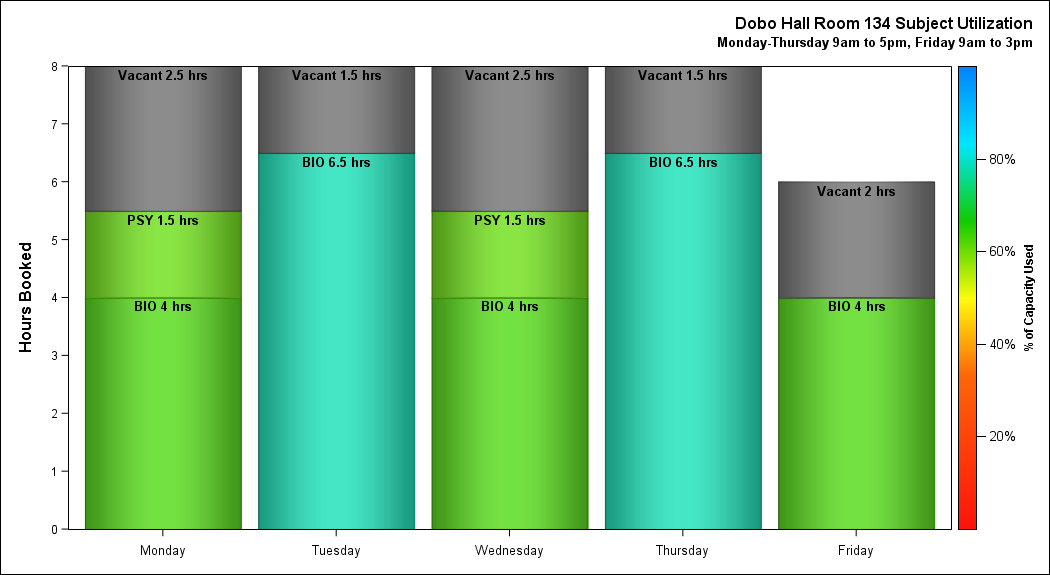 Dobo Hall Room 134 Subject Utilization
Monday-Thursday 9am to 5pm, Friday 9am to 3pm
Hours Booked
8
7
6
5
4
3
2
1
0
Vacant 2.5 hrs
PSY 1.5 hrs
BIO 4 hrs
Vacant 1.5 hrs
BIO 6.5 hrs
Vacant 2.5 hrs
PSY 1.5 hrs
BIO 4 hrs
Vacant 1.5 hrs
BIO 6.5 hrs
Vacant 2 hrs
BIO 4 hrs
Monday
Tuesday
Wednesday
Thursday
Friday
80%
60%
40%
20%
% of Capacity Used